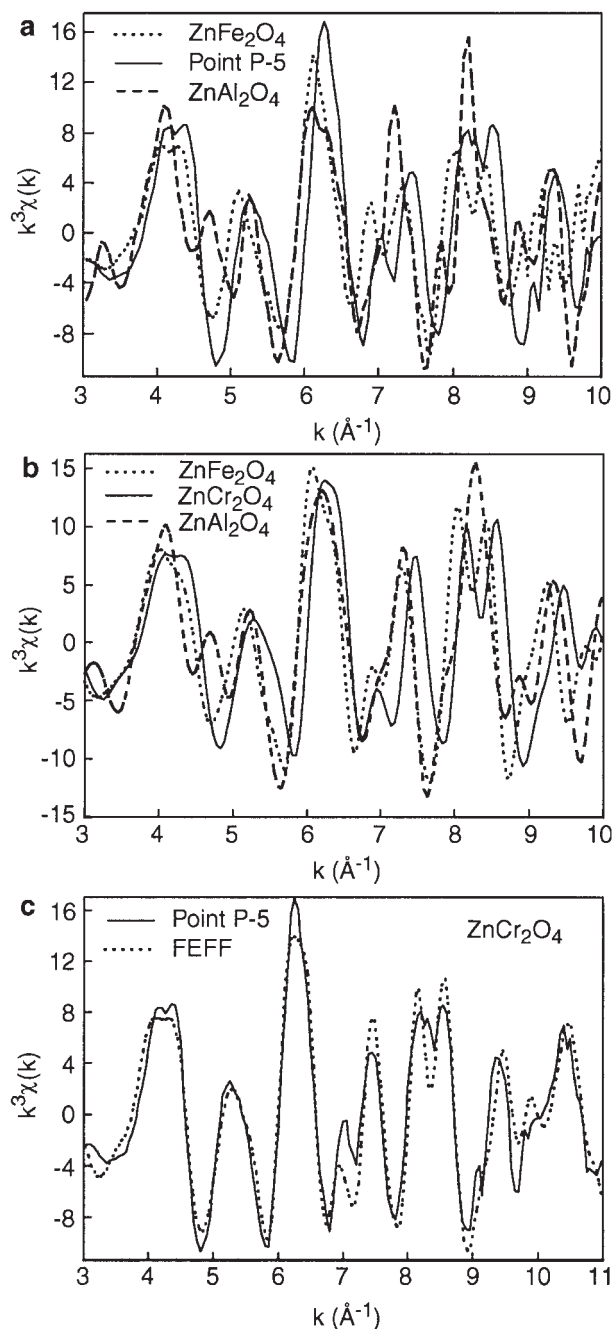 a
ZnFe₂O₄
Point P-5
ZnAl₂O₄
k³χ(k)
16
12
8
4
0
-4
-8
3 4 5 6 7 8 9 10
k (Å⁻¹)
b
ZnFe₂O₄
ZnCr₂O₄
ZnAl₂O₄
k³χ(k)
15
10
5
0
-5
-10
-15
3 4 5 6 7 8 9 10
k (Å⁻¹)
c
Point P-5
FEFF
ZnCr₂O₄
k³χ(k)
16
12
8
4
0
-4
-8
3 4 5 6 7 8 9 10 11
k (Å⁻¹)